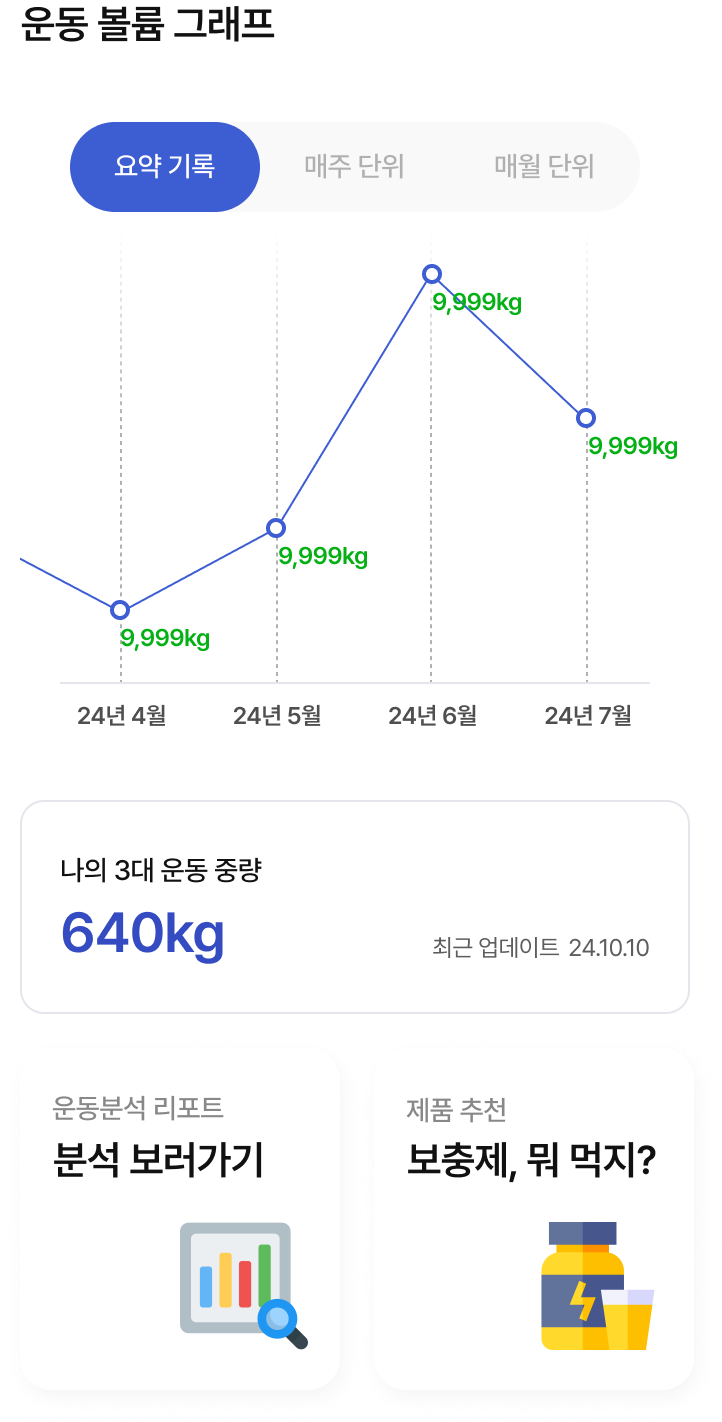 운동 볼륨 그래프
요약 기록 매주 단위 매월 단위
9,999kg
9,999kg
9,999kg
9,999kg
24년 4월 24년 5월 24년 6월 24년 7월
나의 3대 운동 중량
640kg
최근 업데이트 24.10.10
운동분석 리포트
분석 보러가기
제품 추천
보충제, 뭐 먹지?